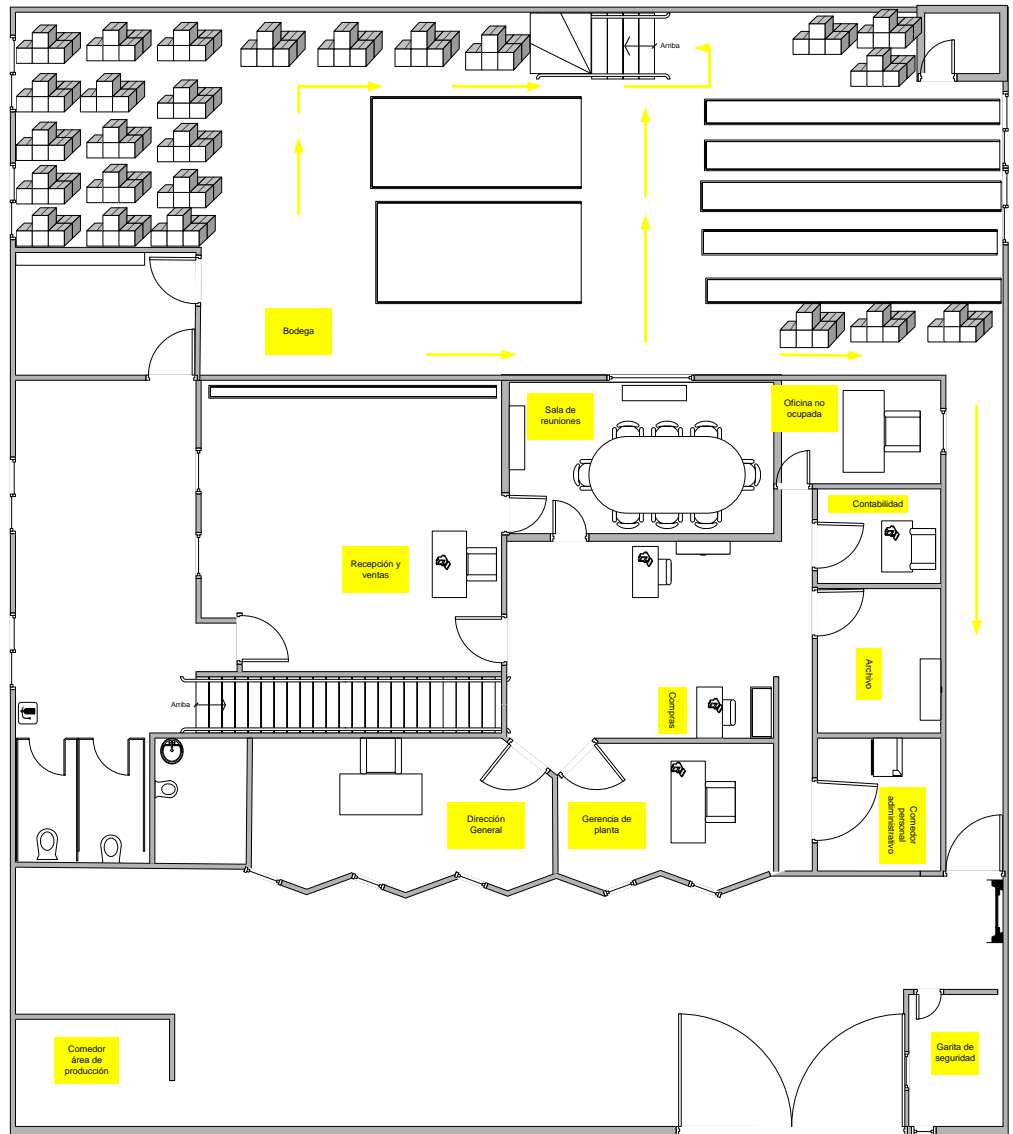 Arriba
Bodega
Sala de
reuniones
Oficina no
ocupada
Contabilidad
Recepción y
ventas
Archivo
Arriba
Compras
Dirección
General
Gerencia de
planta
Comedor
personal
adiministrativo
Comedor
área de
producción
Garita de
seguridad